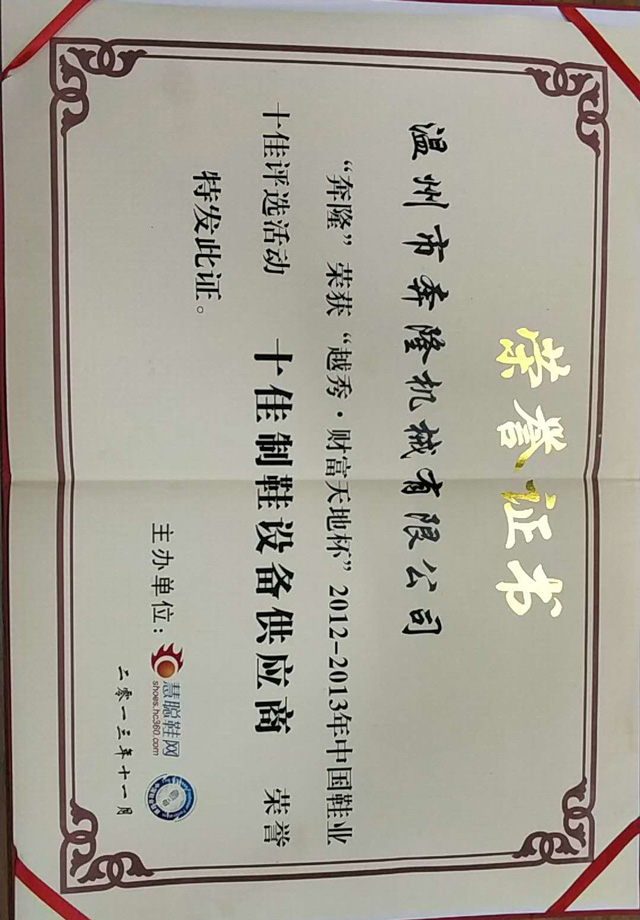 荣誉证书
温州市奔隆机械有限公司
“奔隆”荣获“越秀·财富天地杯”2012-2013年中国鞋业
十佳评选活动 十佳制鞋设备供应商 荣誉
特发此证。
主办单位：慧聪鞋网
shoes.hc360.com
二零一三年十一月